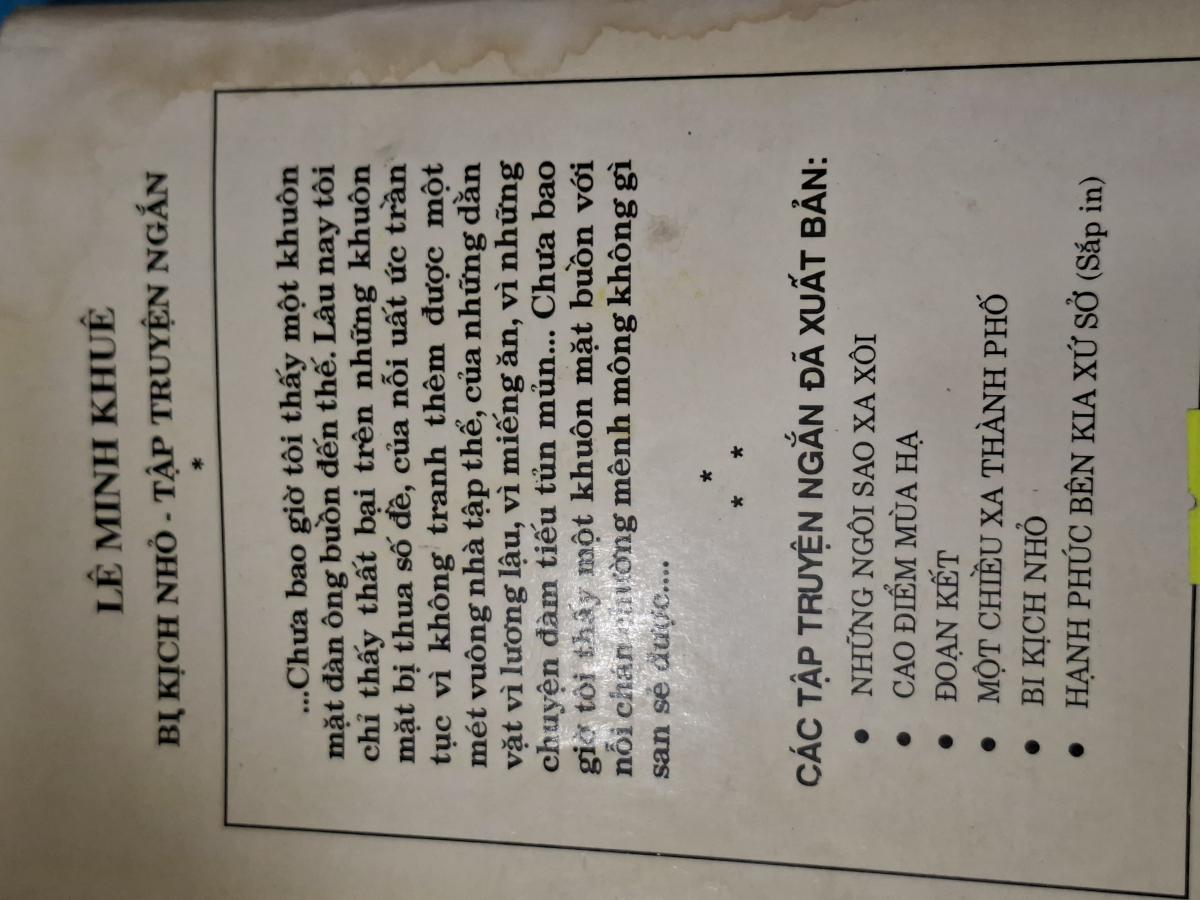 LÊ MINH KHUÊ
BỊ KỊCH NHỎ - TẬP TRUYỆN NGẮN
*
...Chưa bao giờ tôi thấy một khuôn
mặt đàn ông buồn đến thế. Lâu nay tôi
chỉ thấy thất bại trên những khuôn
mặt bị thua số đề, của nỗi uất ức trần
tục vì không tranh thêm được một
mét vuông nhà tập thể, của những dằn
vặt vì lương lậu, vì miếng ăn, vì những
chuyện đàm tiếu tủn mủn... Chưa bao
giờ tôi thấy một khuôn mặt buồn với
nỗi chán chường mênh mông không gì
san sẻ được....
*
* *
CÁC TẬP TRUYỆN NGẮN ĐÃ XUẤT BẢN:
• NHỮNG NGÔI SAO XA XÔI
• CAO ĐIỂM MÙA HẠ
• ĐOẠN KẾT
• MỘT CHIỀU XA THÀNH PHỐ
• BI KỊCH NHỎ
• HẠNH PHÚC BÊN KIA XỨ SỞ (Sắp in)